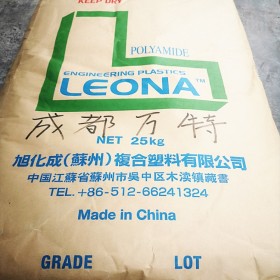 KEEP DRY
POLYAMIDE
ENGINEERING PLASTICS
LEONA™
成都万特
NET 25kg
旭化成(蘇州)複合塑料有限公司
中国江蘇省蘇州市吳中区木瀆镇藏書
TEL. +86-512-66241324
Made in China
GRADE LOT